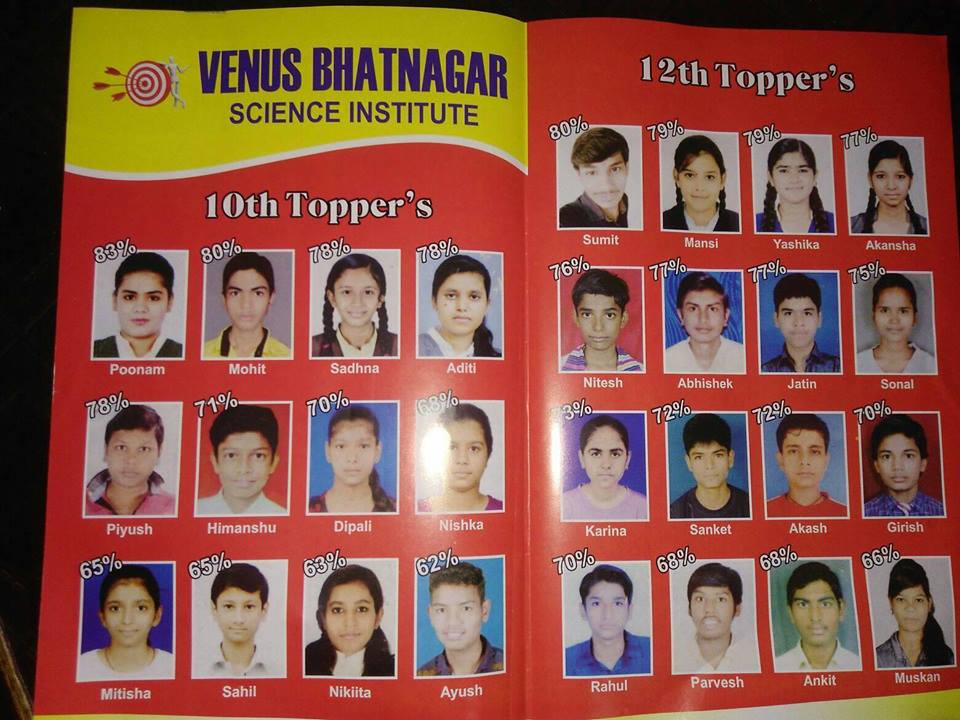 VENUS BHATNAGAR
SCIENCE INSTITUTE
10th Topper's
83% 80% 78% 78%
Poonam Mohit Sadhna Aditi
78% 71% 70% 68%
Piyush Himanshu Dipali Nishka
65% 65% 63% 62%
Mitisha Sahil Nikiita Ayush
12th Topper's
80% 79% 79% 77%
Sumit Mansi Yashika Akansha
76% 77% 77% 75%
Nitesh Abhishek Jatin Sonal
73% 72% 72% 70%
Karina Sanket Akash Girish
70% 68% 68% 66%
Rahul Parvesh Ankit Muskan